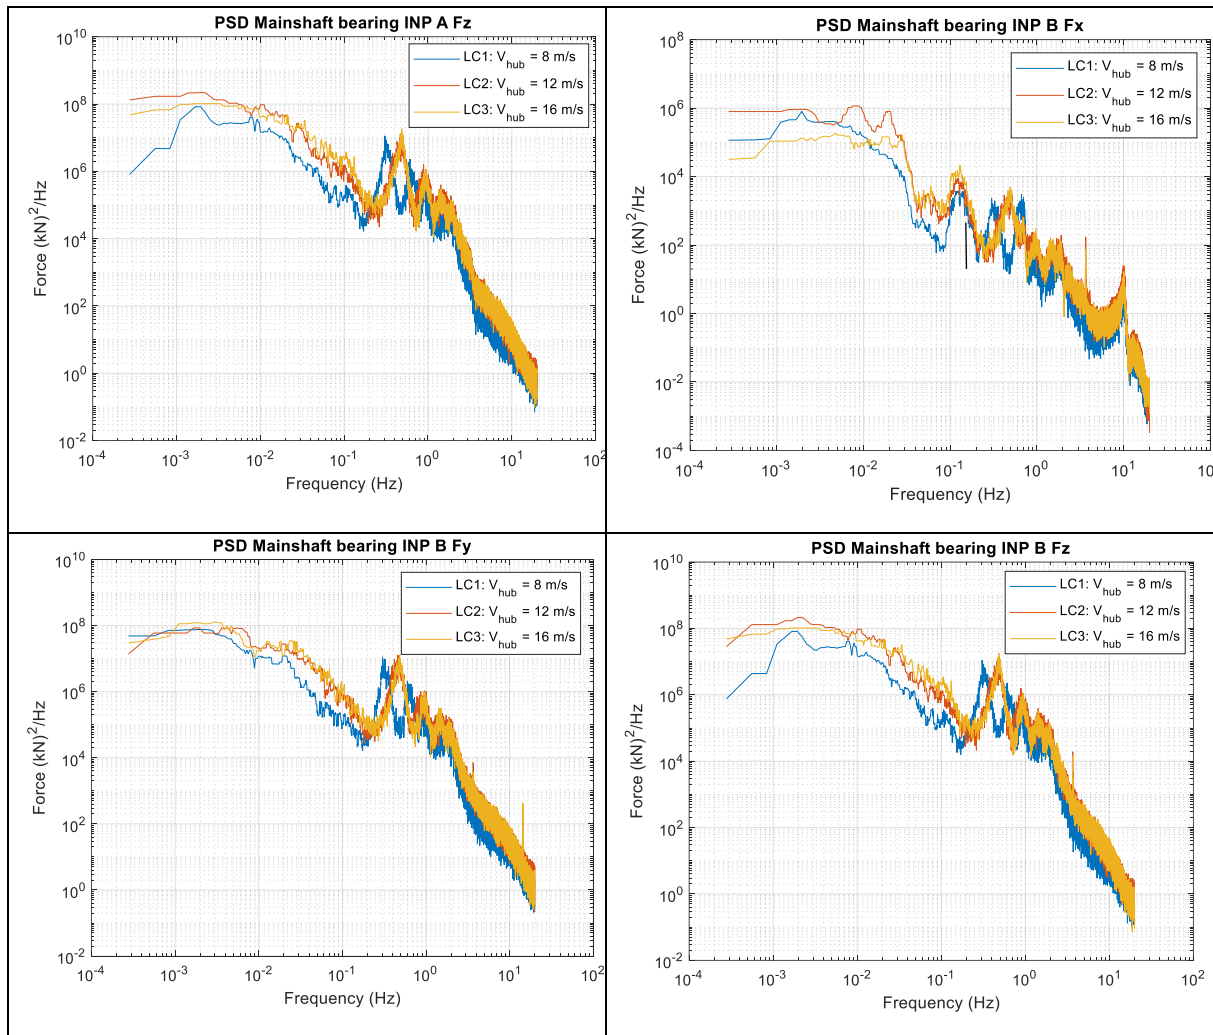 PSD Mainshaft bearing INP A Fz
LC1: V_hub = 8 m/s
LC2: V_hub = 12 m/s
LC3: V_hub = 16 m/s
Force (kN)^2/Hz
10^10
10^8
10^6
10^4
10^2
10^0
10^-2
10^-4 10^-3 10^-2 10^-1 10^0 10^1 10^2
Frequency (Hz)
PSD Mainshaft bearing INP B Fx
LC1: V_hub = 8 m/s
LC2: V_hub = 12 m/s
LC3: V_hub = 16 m/s
Force (kN)^2/Hz
10^8
10^6
10^4
10^2
10^0
10^-2
10^-4
10^-4 10^-3 10^-2 10^-1 10^0 10^1 10
Frequency (Hz)
PSD Mainshaft bearing INP B Fy
LC1: V_hub = 8 m/s
LC2: V_hub = 12 m/s
LC3: V_hub = 16 m/s
Force (kN)^2/Hz
10^10
10^8
10^6
10^4
10^2
10^0
10^-2
10^-4 10^-3 10^-2 10^-1 10^0 10^1 10^2
Frequency (Hz)
PSD Mainshaft bearing INP B Fz
LC1: V_hub = 8 m/s
LC2: V_hub = 12 m/s
LC3: V_hub = 16 m/s
Force (kN)^2/Hz
10^10
10^8
10^6
10^4
10^2
10^0
10^-2
10^-4 10^-3 10^-2 10^-1 10^0 10^1 10^2
Frequency (Hz)